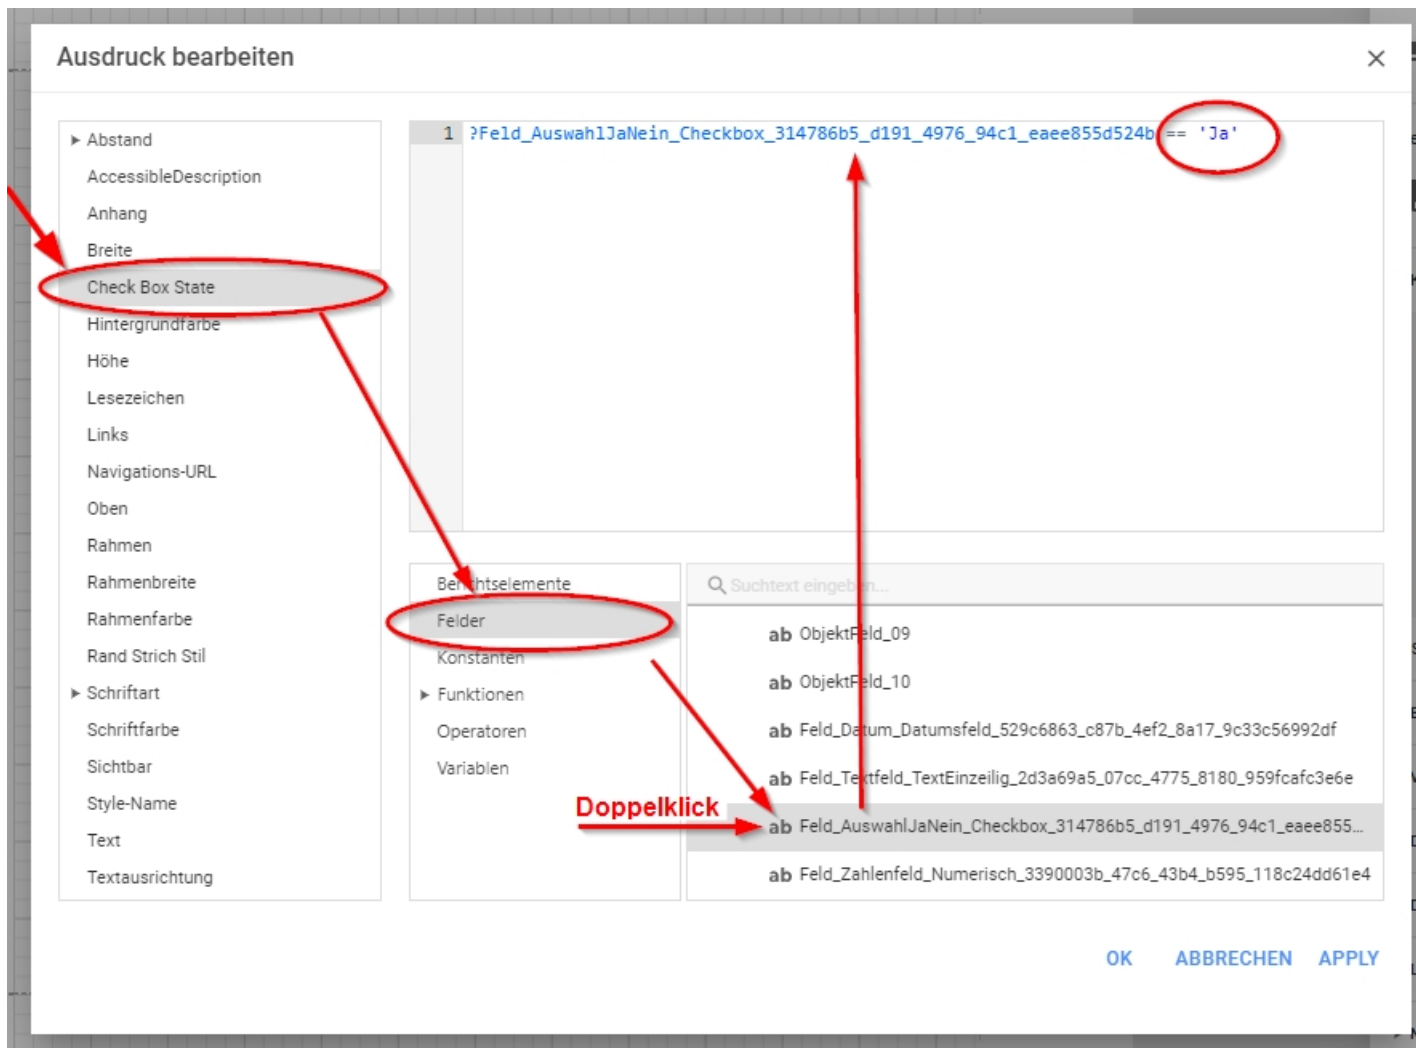 Ausdruck bearbeiten
Abstand
AccessibleDescription
Anhang
Breite
Check Box State
Hintergrundfarbe
Höhe
Lesezeichen
Links
Navigations-URL
Oben
Rahmen
Rahmenbreite
Rahmenfarbe
Rand Strich Stil
Schriftart
Schriftfarbe
Sichtbar
Style-Name
Text
Textausrichtung
1 ?Feld_AuswahlJaNein_Checkbox_314786b5_d191_4976_94c1_eaee855d524b == 'Ja'
Berichtselemente
Felder
Konstanten
Funktionen
Operatoren
Variablen
Suchtext eingeben...
ab ObjektFeld_09
ab ObjektFeld_10
ab Feld_Datum_Datumsfeld_529c6863_c87b_4ef2_8a17_9c33c56992df
ab Feld_Textfeld_TextEinzeilig_2d3a69a5_07cc_4775_8180_959fcafc3e6e
Doppelklick
ab Feld_AuswahlJaNein_Checkbox_314786b5_d191_4976_94c1_eaee855...
ab Feld_Zahlenfeld_Numerisch_3390003b_47c6_43b4_b595_118c24dd61e4
OK ABBRECHEN APPLY